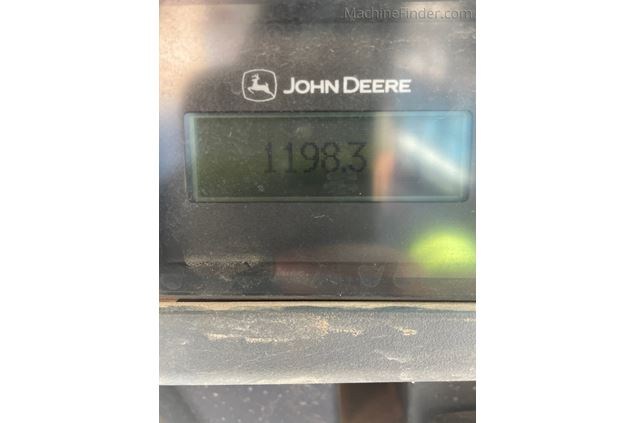 MachineFinder.com
JOHN DEERE
1198.3